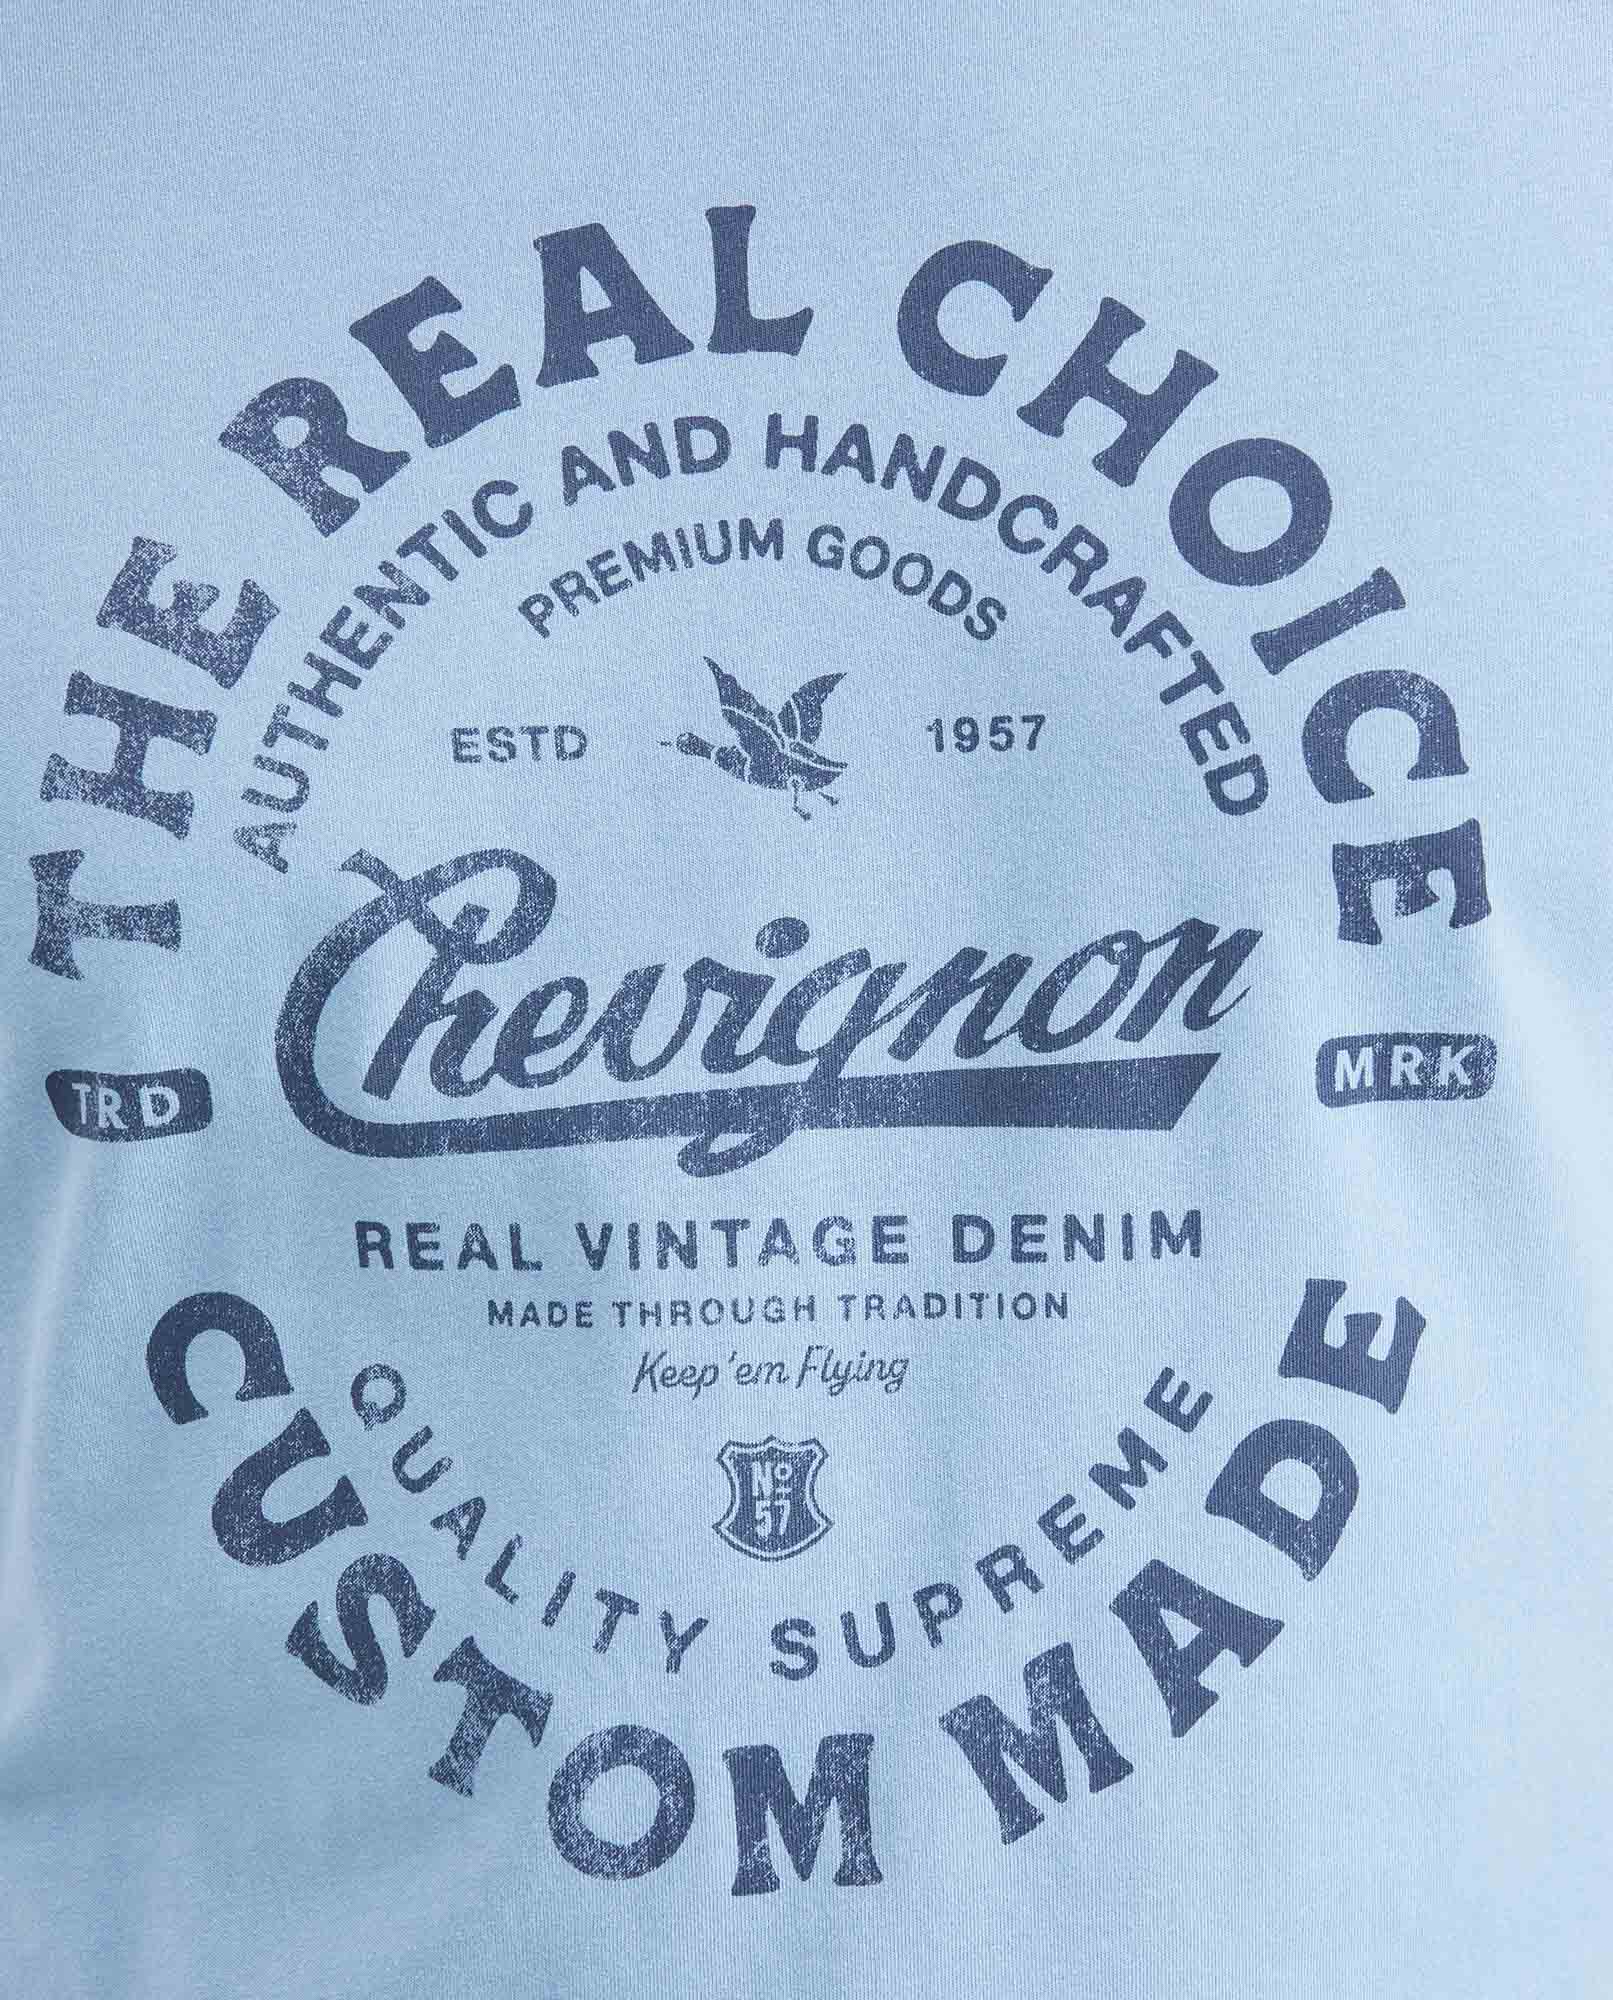 THE REAL CHOICE
AUTHENTIC AND HANDCRAFTED
PREMIUM GOODS
ESTD 1957
Chevignon
TRD MRK
REAL VINTAGE DENIM
MADE THROUGH TRADITION
Keep 'em Flying
No
57
QUALITY SUPREME
CUSTOM MADE